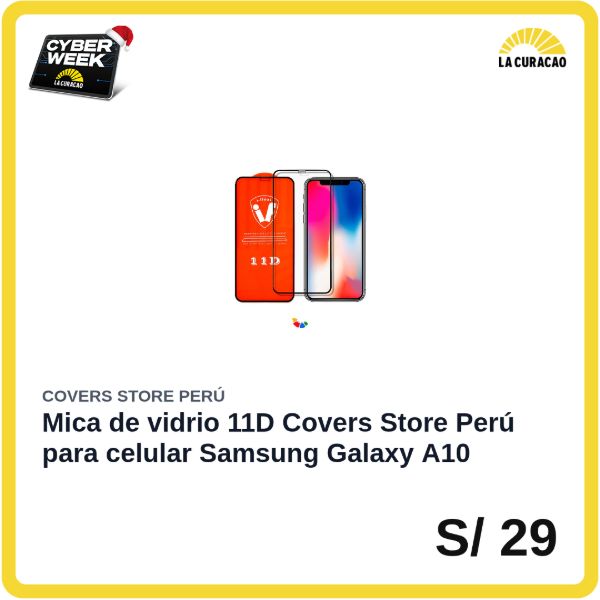 CYBER
WEEK
LA CURACAO
LA CURACAO
11D
COVERS STORE PERÚ
Mica de vidrio 11D Covers Store Perú
para celular Samsung Galaxy A10
S/ 29